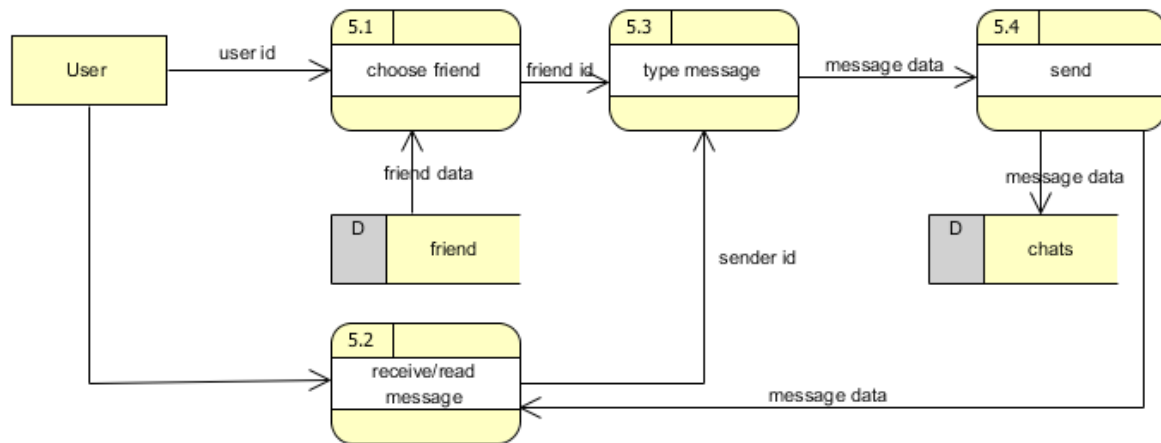 5.1
5.3
5.4
User
user id
choose friend
friend id
type message
message data
send
friend data
message data
D
friend
D
chats
sender id
5.2
receive/read
message
message data